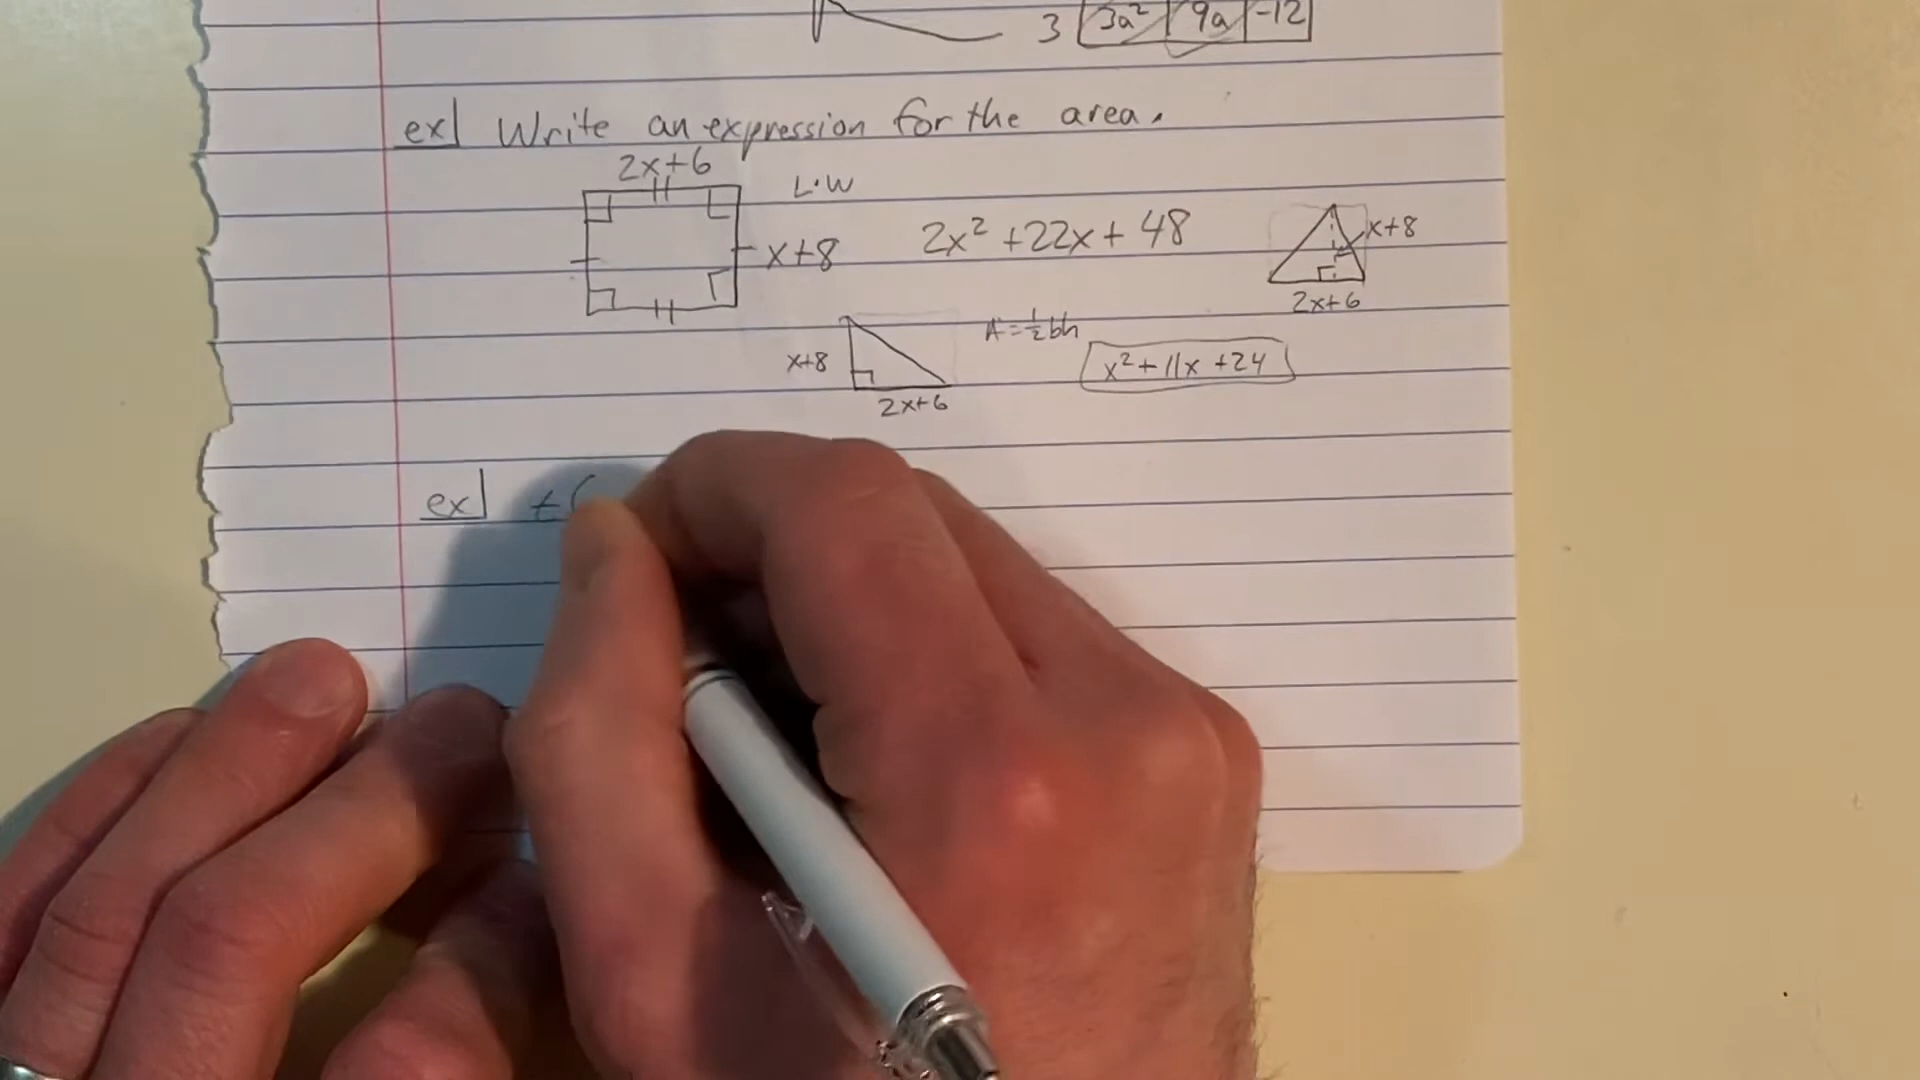 3 3a² 9a -12
ex| Write an expression for the area.
2x+6
L·W
x+8
2x² +22x + 48
x+8
2x+6
A = ½bh
x+8
x² + 11x + 24
2x+6
ex|